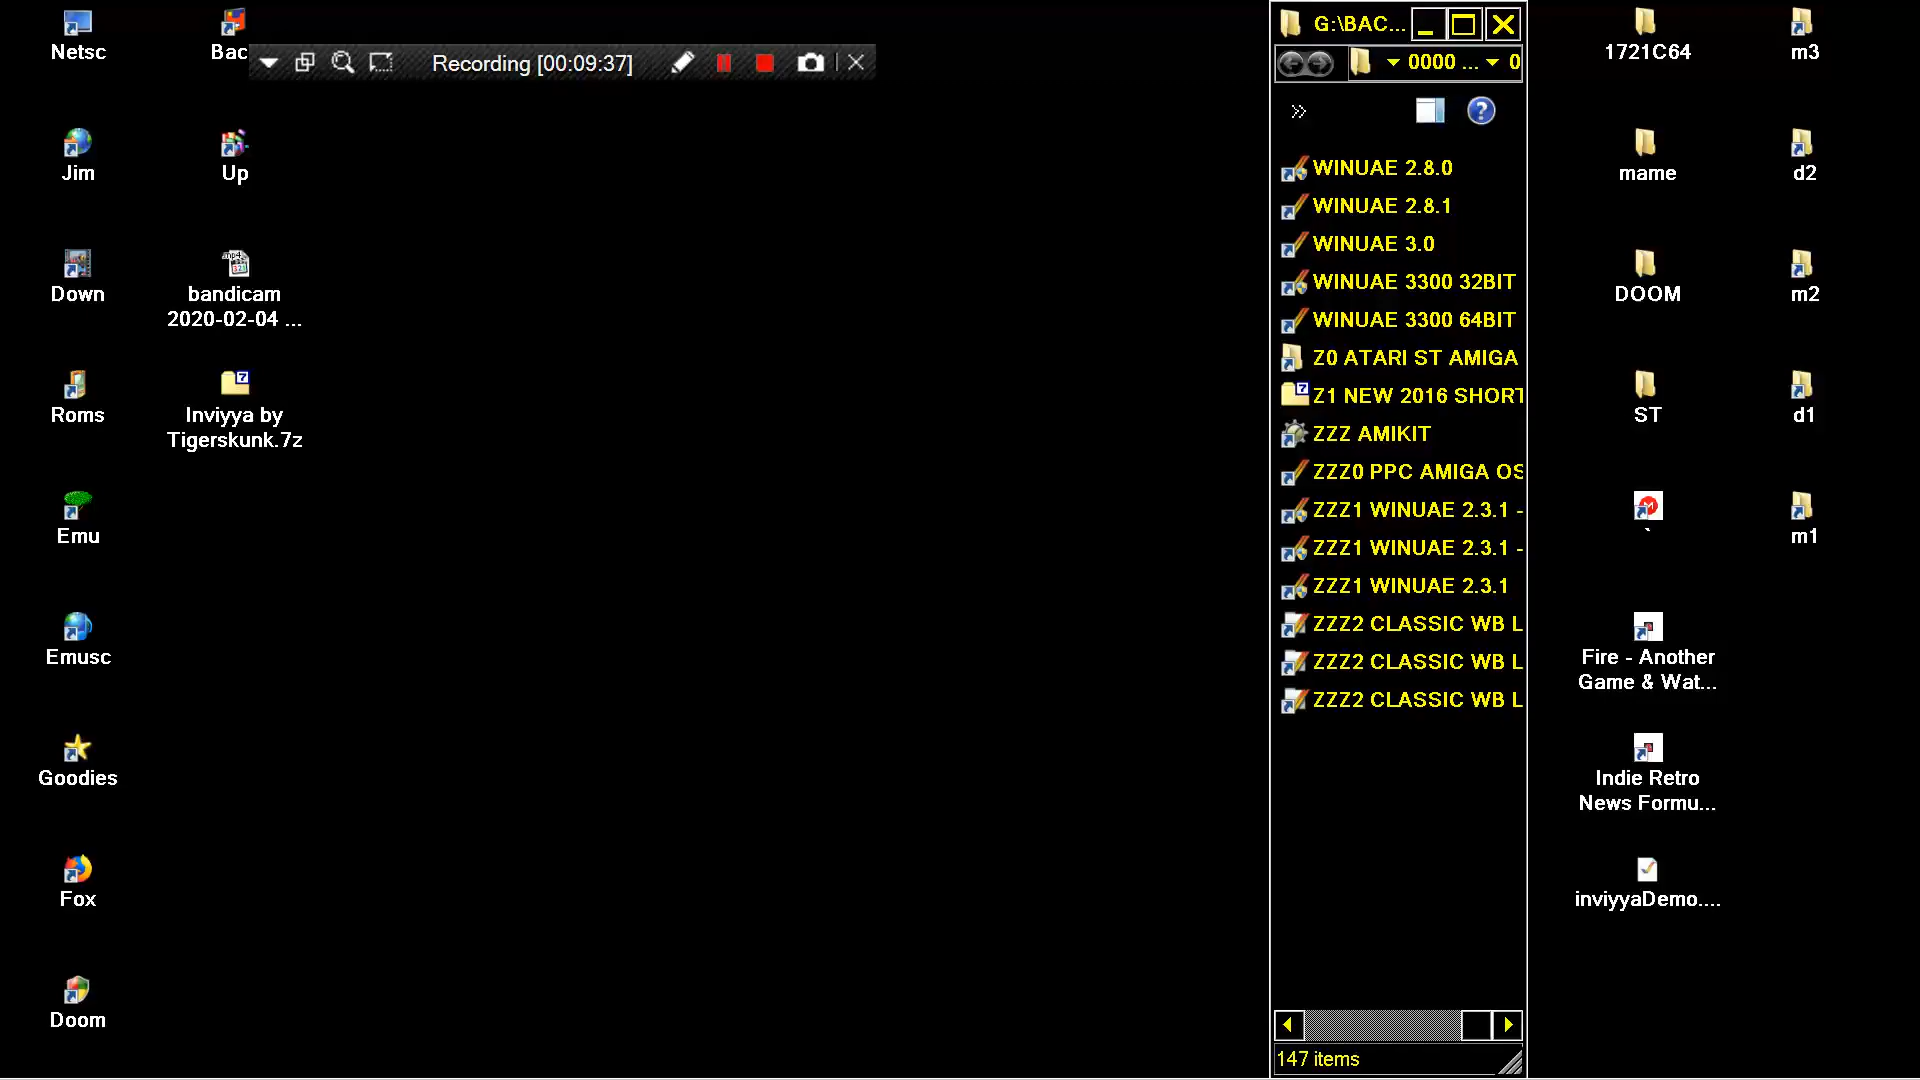 Netsc
Bac
Recording [00:09:37]
Jim
Up
Down
bandicam
2020-02-04 ...
Roms
Inviyya by
Tigerskunk.7z
Emu
Emusc
Goodies
Fox
Doom
G:\BAC...
0000 ...
0
WINUAE 2.8.0
WINUAE 2.8.1
WINUAE 3.0
WINUAE 3300 32BIT
WINUAE 3300 64BIT
Z0 ATARI ST AMIGA
Z1 NEW 2016 SHORT
ZZZ AMIKIT
ZZZ0 PPC AMIGA OS
ZZZ1 WINUAE 2.3.1 -
ZZZ1 WINUAE 2.3.1 -
ZZZ1 WINUAE 2.3.1
ZZZ2 CLASSIC WB L
ZZZ2 CLASSIC WB L
ZZZ2 CLASSIC WB L
147 items
1721C64
m3
mame
d2
DOOM
m2
ST
d1
`
m1
Fire - Another
Game & Wat...
Indie Retro
News Formu...
inviyyaDemo....